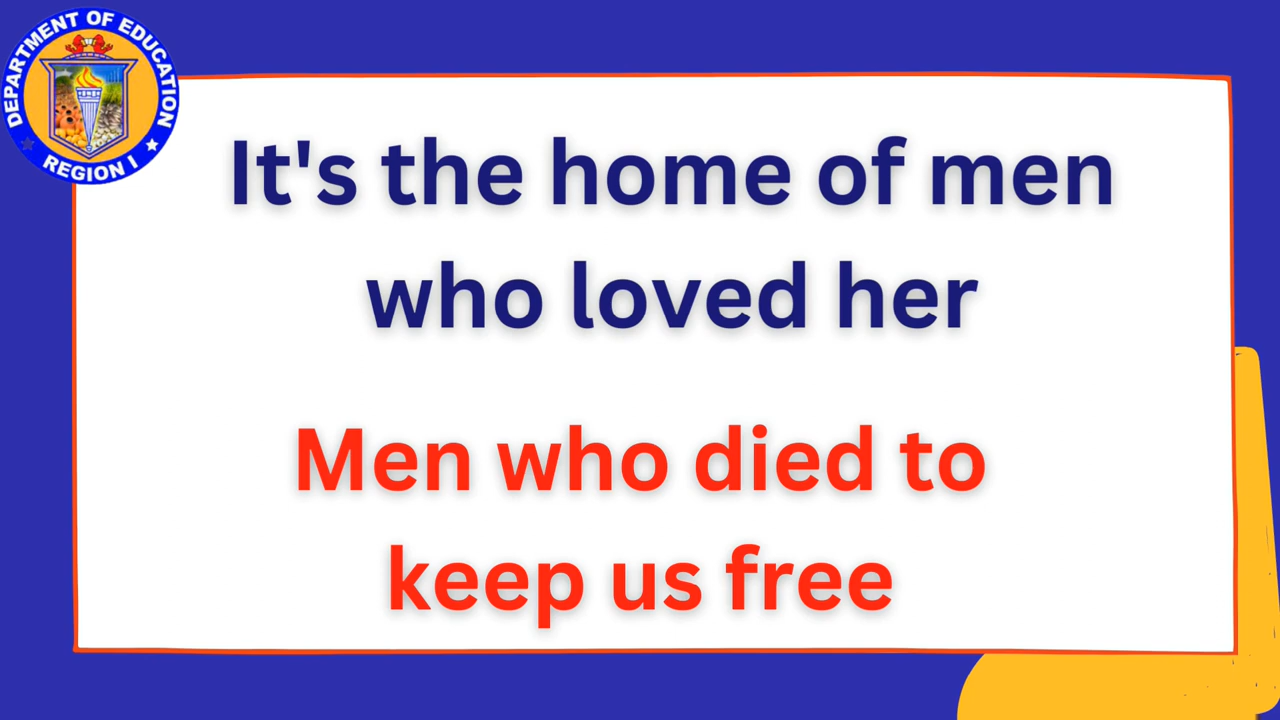 DEPARTMENT OF EDUCATION
REGION I
It's the home of men
who loved her
Men who died to
keep us free